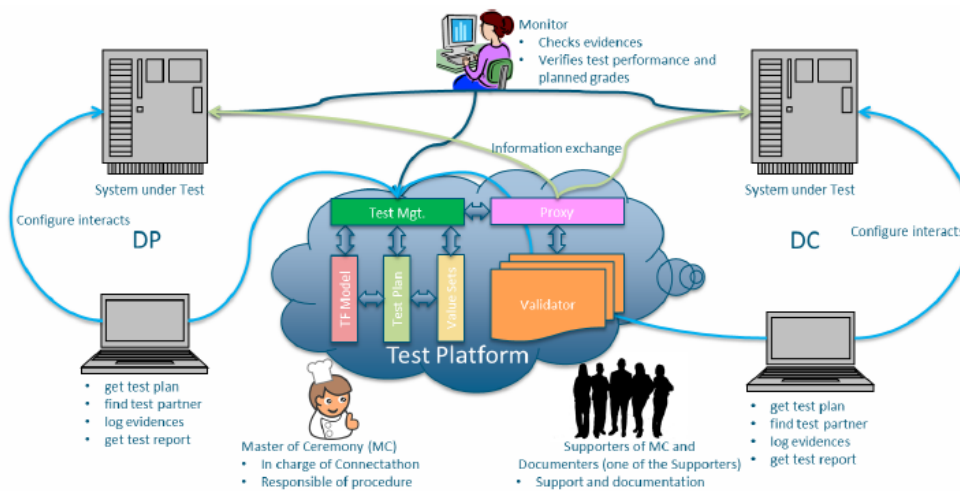 Monitor
• Checks evidences
• Verifies test performance and
planned grades
Information exchange
System under Test
System under Test
Configure interacts
DP
Test Mgt.
Proxy
DC
Configure interacts
TF Model
Test Plan
Value Sets
Validator
Test Platform
• get test plan
• find test partner
• log evidences
• get test report
Master of Ceremony (MC)
• In charge of Connectathon
• Responsible of procedure
Supporters of MC and
Documenters (one of the Supporters)
• Support and documentation
• get test plan
• find test partner
• log evidences
• get test report